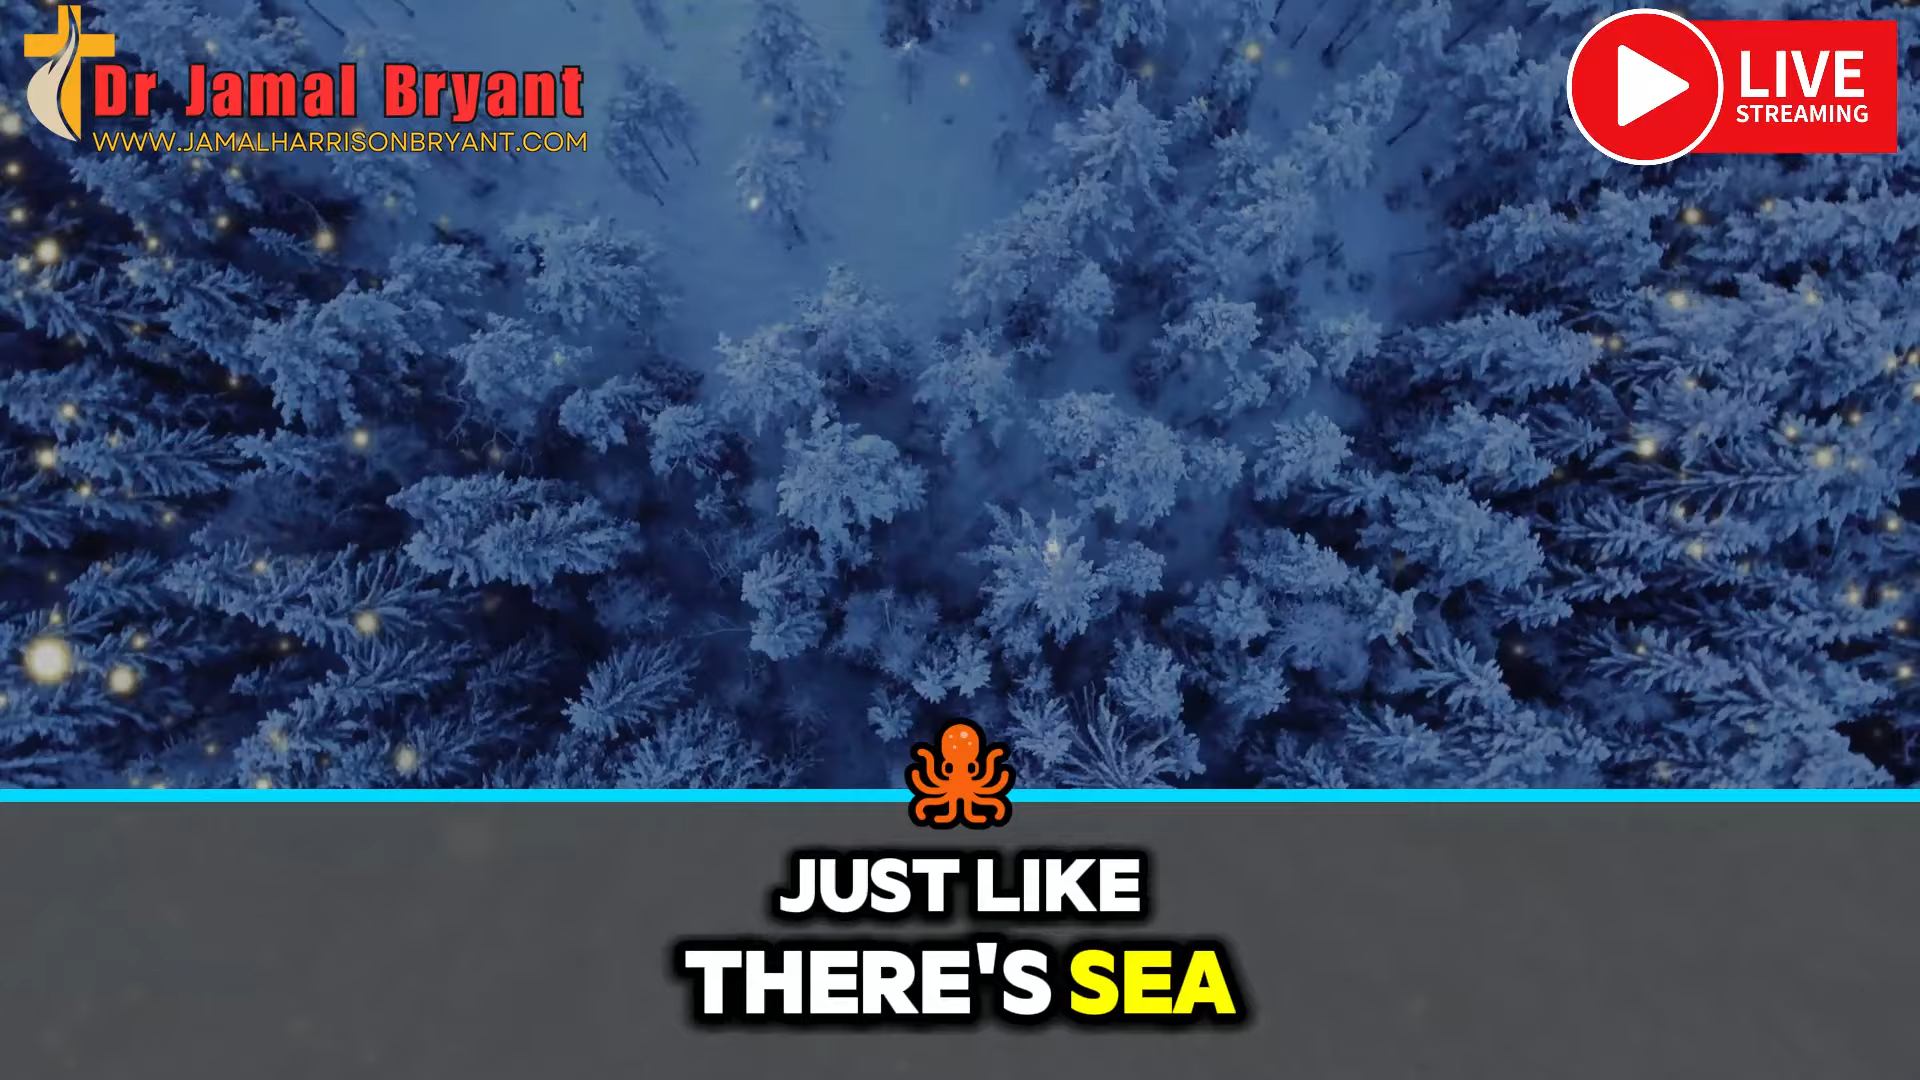 Dr Jamal Bryant
WWW.JAMALHARRISONBRYANT.COM
LIVE
STREAMING
JUST LIKE
THERE'S SEA